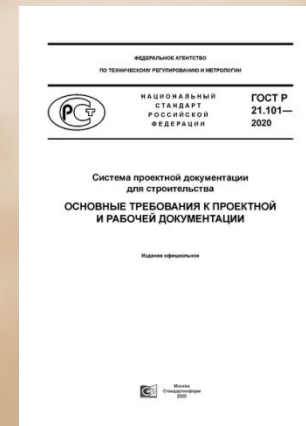 ФЕДЕРАЛЬНОЕ АГЕНТСТВО
ПО ТЕХНИЧЕСКОМУ РЕГУЛИРОВАНИЮ И МЕТРОЛОГИИ
НАЦИОНАЛЬНЫЙ
СТАНДАРТ
РОССИЙСКОЙ
ФЕДЕРАЦИИ
ГОСТ Р
21.101—
2020
Система проектной документации
для строительства
ОСНОВНЫЕ ТРЕБОВАНИЯ К ПРОЕКТНОЙ
И РАБОЧЕЙ ДОКУМЕНТАЦИИ
Издание официальное
Москва
Стандартинформ
2020